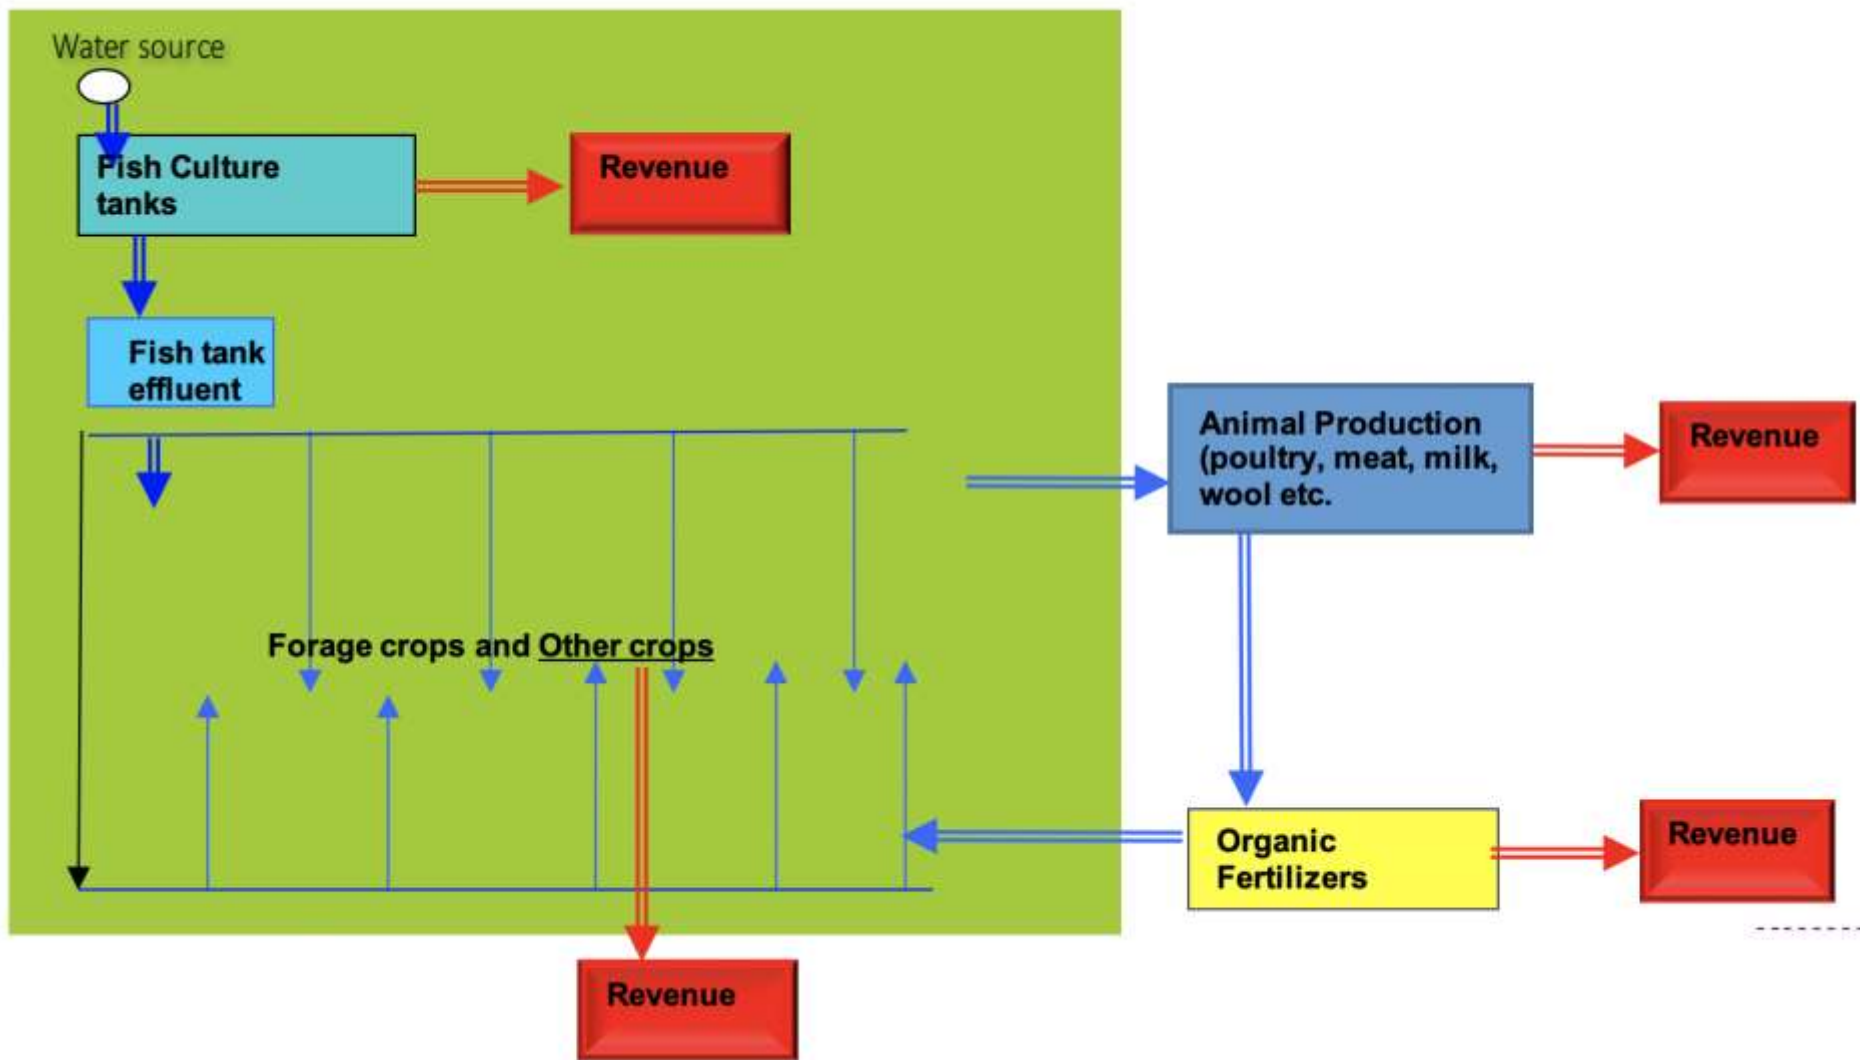 Water source
Fish Culture
tanks
Revenue
Fish tank
effluent
Animal Production
(poultry, meat, milk,
wool etc.
Revenue
Forage crops and Other crops
Organic
Fertilizers
Revenue
Revenue